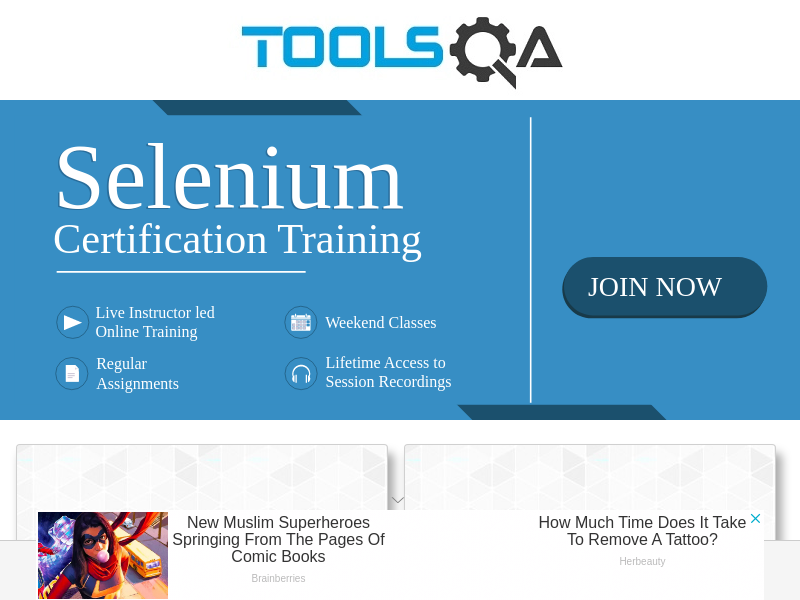 TOOLSQA
Selenium
Certification Training
Live Instructor led
Online Training
Weekend Classes
Regular
Assignments
Lifetime Access to
Session Recordings
JOIN NOW
New Muslim Superheroes
Springing From The Pages Of
Comic Books
Brainberries
How Much Time Does It Take
To Remove A Tattoo?
Herbeauty